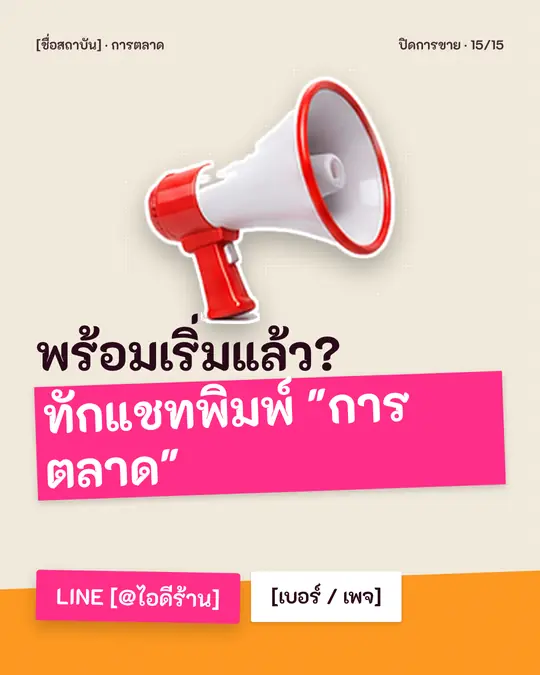 [ชื่อสถาบัน] · การตลาด
ปิดการขาย · 15/15
พร้อมเริ่มแล้ว?
ทักแชทพิมพ์ "การ
ตลาด"
LINE [@ไอดีร้าน]
[เบอร์ / เพจ]